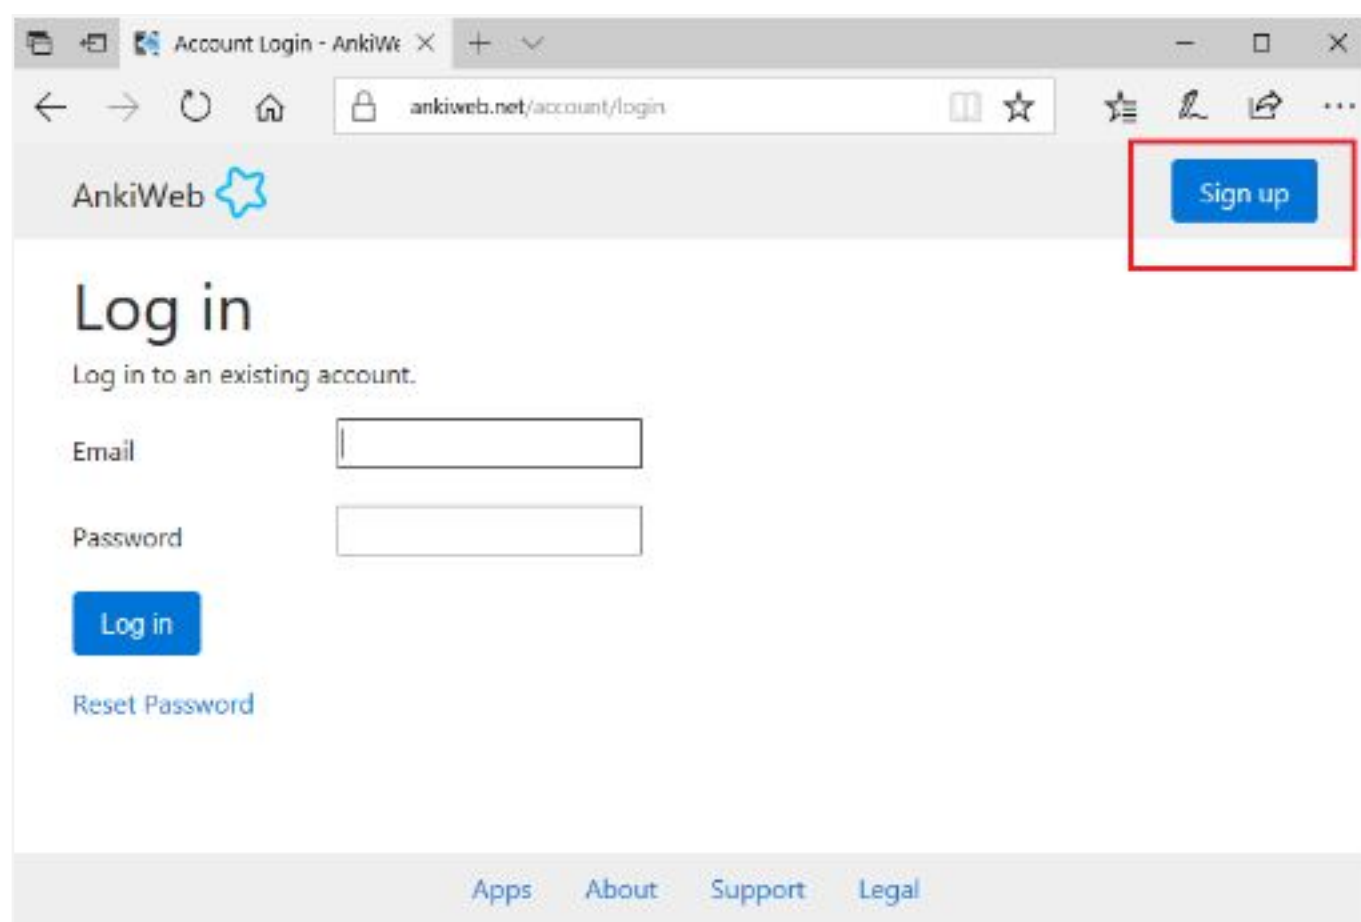 Account Login - AnkiWe
ankiweb.net/account/login
AnkiWeb
Sign up
Log in
Log in to an existing account.
Email
Password
Log in
Reset Password
Apps About Support Legal